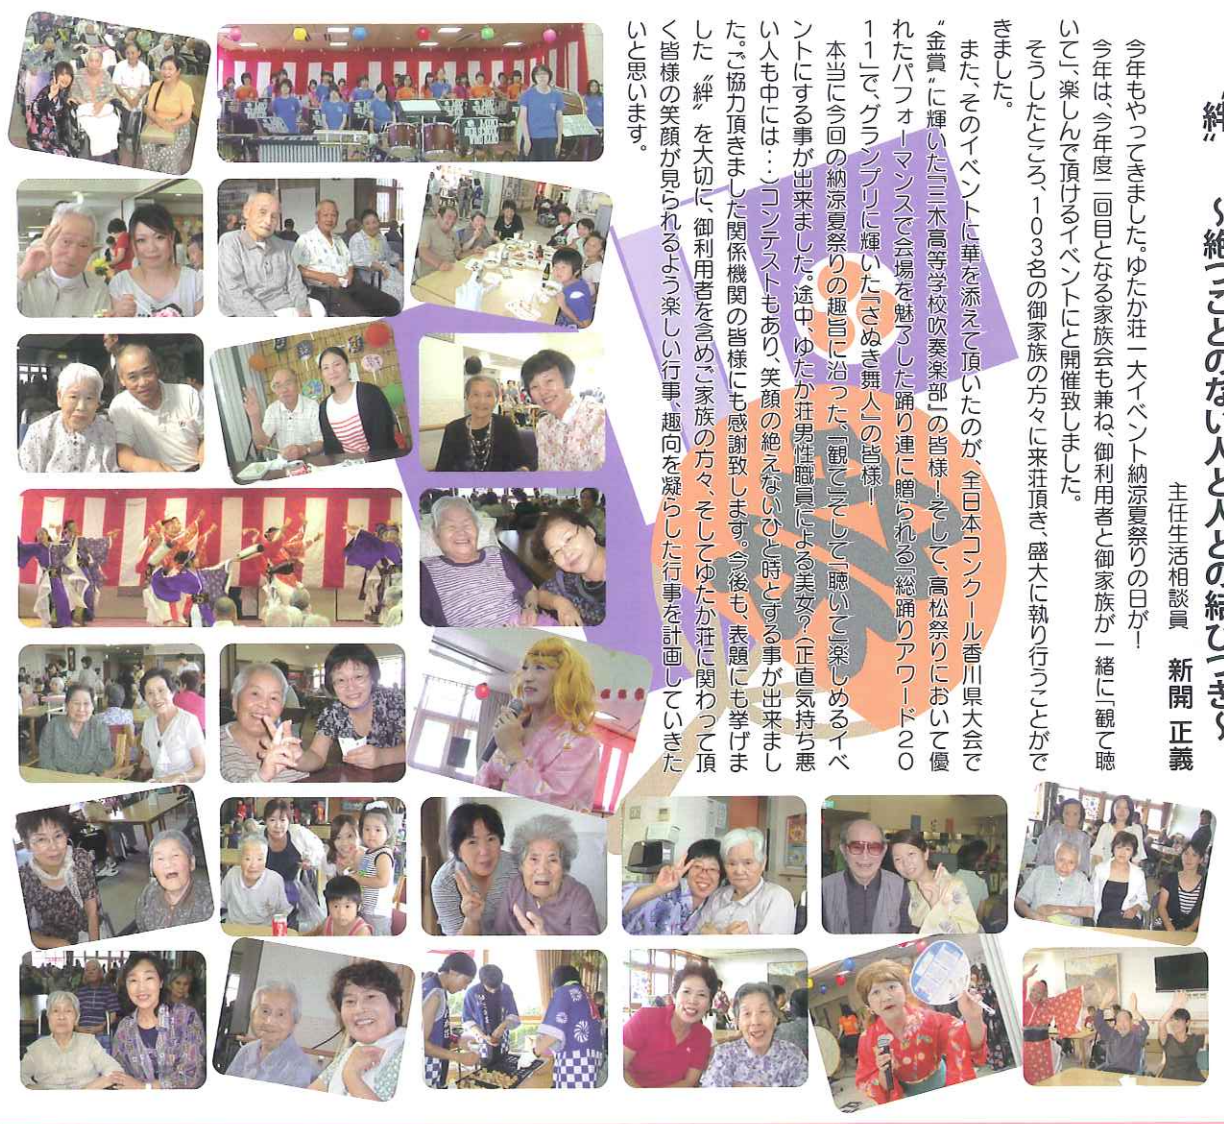 〝絆〟　～絶つことのない人と人との結びつき～
主任生活相談員　新開 正義
今年もやってきました。ゆたか荘一大イベント納涼夏祭りの日が！
今年は、今年度二回目となる家族会も兼ね、御利用者と御家族が一緒に「観て聴
いて」、楽しんで頂けるイベントにと開催致しました。
そうしたところ、103名の御家族の方々に来荘頂き、盛大に執り行うことがで
きました。
また、そのイベントに華を添えて頂いたのが、全日本コンクール香川県大会で
〝金賞〟に輝いた『三木高等学校吹奏楽部』の皆様！そして、高松祭りにおいて優
れたパフォーマンスで会場を魅了した踊り連に贈られる「総踊りアワード20
11」で、グランプリに輝いた『さぬき舞人』の皆様！
本当に今回の納涼夏祭りの趣旨に沿った、「観て」そして「聴いて」楽しめるイベ
ントにする事が出来ました。途中、ゆたか荘男性職員による美女？（正直気持ち悪
い人も中には・・）コンテストもあり、笑顔の絶えないひと時とする事が出来まし
た。ご協力頂きました関係機関の皆様にも感謝致します。今後も、表題にも挙げま
した〝絆〟を大切に、御利用者を含めご家族の方々、そしてゆたか荘に関わって頂
く皆様の笑顔が見られるよう楽しい行事、趣向を凝らした行事を計画していきた
いと思います。